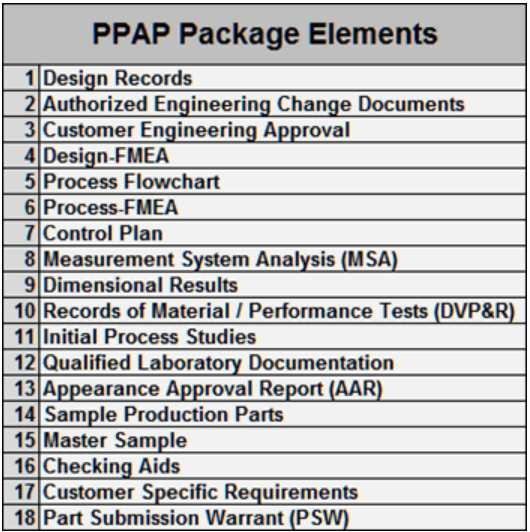 PPAP Package Elements
1 Design Records
2 Authorized Engineering Change Documents
3 Customer Engineering Approval
4 Design-FMEA
5 Process Flowchart
6 Process-FMEA
7 Control Plan
8 Measurement System Analysis (MSA)
9 Dimensional Results
10 Records of Material / Performance Tests (DVP&R)
11 Initial Process Studies
12 Qualified Laboratory Documentation
13 Appearance Approval Report (AAR)
14 Sample Production Parts
15 Master Sample
16 Checking Aids
17 Customer Specific Requirements
18 Part Submission Warrant (PSW)